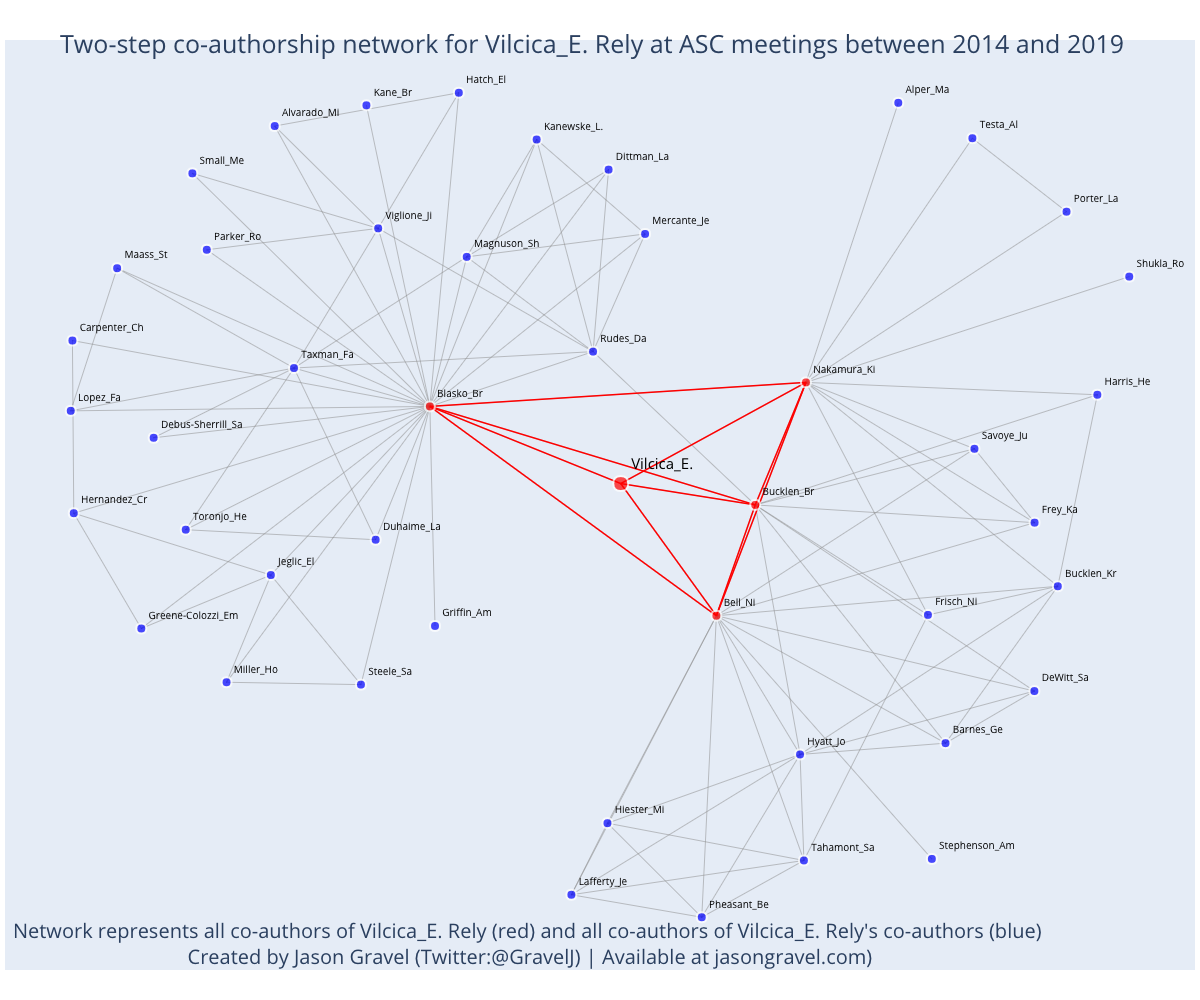 Two-step co-authorship network for Vilcica_E. Rely at ASC meetings between 2014 and 2019
Hatch_El
Kane_Br
Alper_Ma
Alvarado_Mi
Testa_Al
Kanewske_L.
Dittman_La
Small_Me
Porter_La
Viglione_Ji
Mercante_Je
Parker_Ro
Magnuson_Sh
Maass_St
Shukla_Ro
Carpenter_Ch
Rudes_Da
Taxman_Fa
Nakamura_Ki
Harris_He
Blasko_Br
Lopez_Fa
Debus-Sherrill_Sa
Savoye_Ju
Vilcica_E.
Bucklen_Br
Hernandez_Cr
Frey_Ka
Toronjo_He
Duhaime_La
Jeglic_El
Bucklen_Kr
Bell_Ni
Frisch_Ni
Greene-Colozzi_Em
Griffin_Am
Miller_Ho
Steele_Sa
DeWitt_Sa
Barnes_Ge
Hyatt_Jo
Hiester_Mi
Tahamont_Sa
Stephenson_Am
Lafferty_Je
Pheasant_Be
Network represents all co-authors of Vilcica_E. Rely (red) and all co-authors of Vilcica_E. Rely's co-authors (blue)
Created by Jason Gravel (Twitter:@GravelJ) | Available at jasongravel.com)